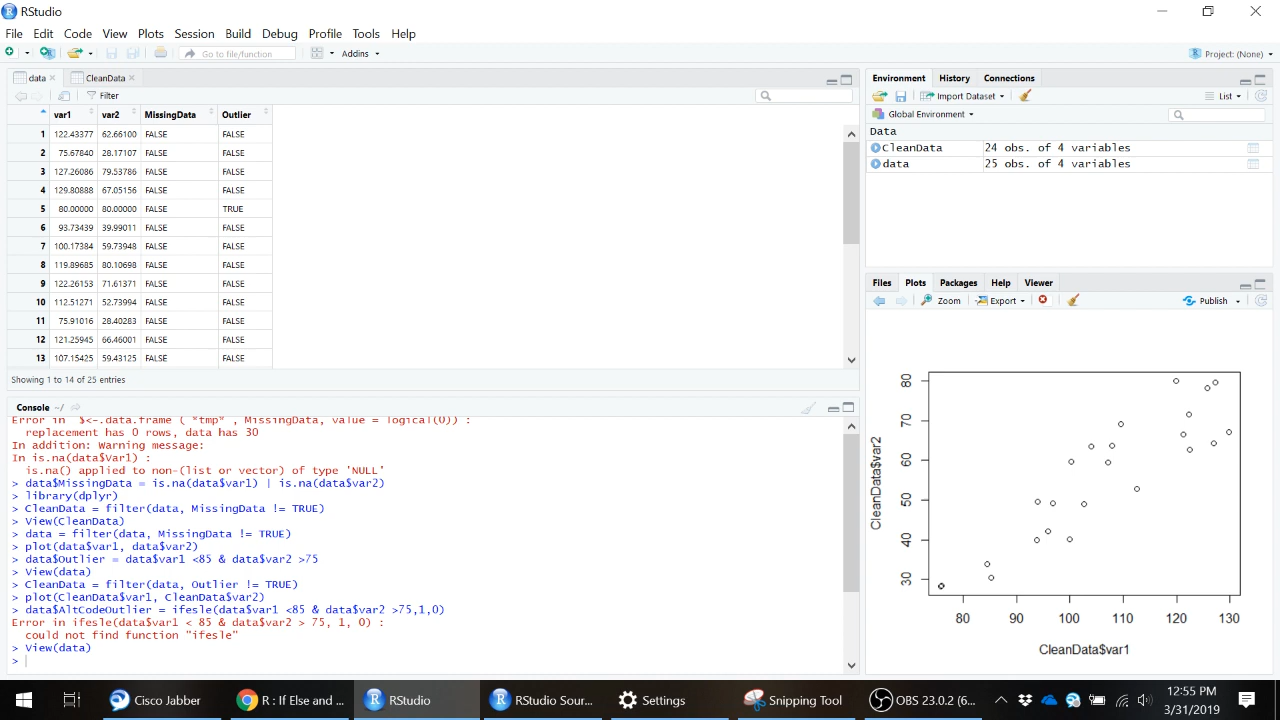 RStudio
File Edit Code View Plots Session Build Debug Profile Tools Help
Go to file/function Addins Project: (None)
data CleanData
Filter
var1 var2 MissingData Outlier
1 122.43377 62.66100 FALSE FALSE
2 75.67840 28.17107 FALSE FALSE
3 127.26086 79.53786 FALSE FALSE
4 129.80888 67.05156 FALSE FALSE
5 80.00000 80.00000 FALSE TRUE
6 93.73439 39.99011 FALSE FALSE
7 100.17384 59.73948 FALSE FALSE
8 119.89685 80.10698 FALSE FALSE
9 122.26153 71.61371 FALSE FALSE
10 112.51271 52.73994 FALSE FALSE
11 75.91016 28.40283 FALSE FALSE
12 121.25945 66.46001 FALSE FALSE
13 107.15425 59.43125 FALSE FALSE
Showing 1 to 14 of 25 entries
Console ~/
Error in `$<-.data.frame`(`*tmp*`, MissingData, value = logical(0)) :
replacement has 0 rows, data has 30
In addition: Warning message:
In is.na(data$Var1) :
is.na() applied to non-(list or vector) of type 'NULL'
> data$MissingData = is.na(data$var1) | is.na(data$var2)
> library(dplyr)
> CleanData = filter(data, MissingData != TRUE)
> View(CleanData)
> data = filter(data, MissingData != TRUE)
> plot(data$var1, data$var2)
> data$Outlier = data$var1 <85 & data$var2 >75
> View(data)
> CleanData = filter(data, Outlier != TRUE)
> plot(CleanData$var1, CleanData$var2)
> data$AltCodeOutlier = ifesle(data$var1 <85 & data$var2 >75,1,0)
Error in ifesle(data$var1 < 85 & data$var2 > 75, 1, 0) :
could not find function "ifesle"
> View(data)
>
Environment History Connections
Import Dataset List
Global Environment
Data
CleanData 24 obs. of 4 variables
data 25 obs. of 4 variables
Files Plots Packages Help Viewer
Zoom Export Publish
80
70
60
50
40
30
CleanData$var2
80 90 100 110 120 130
CleanData$var1
Cisco Jabber R : If Else and ... RStudio RStudio Sour... Settings Snipping Tool OBS 23.0.2 (6...
12:55 PM
3/31/2019